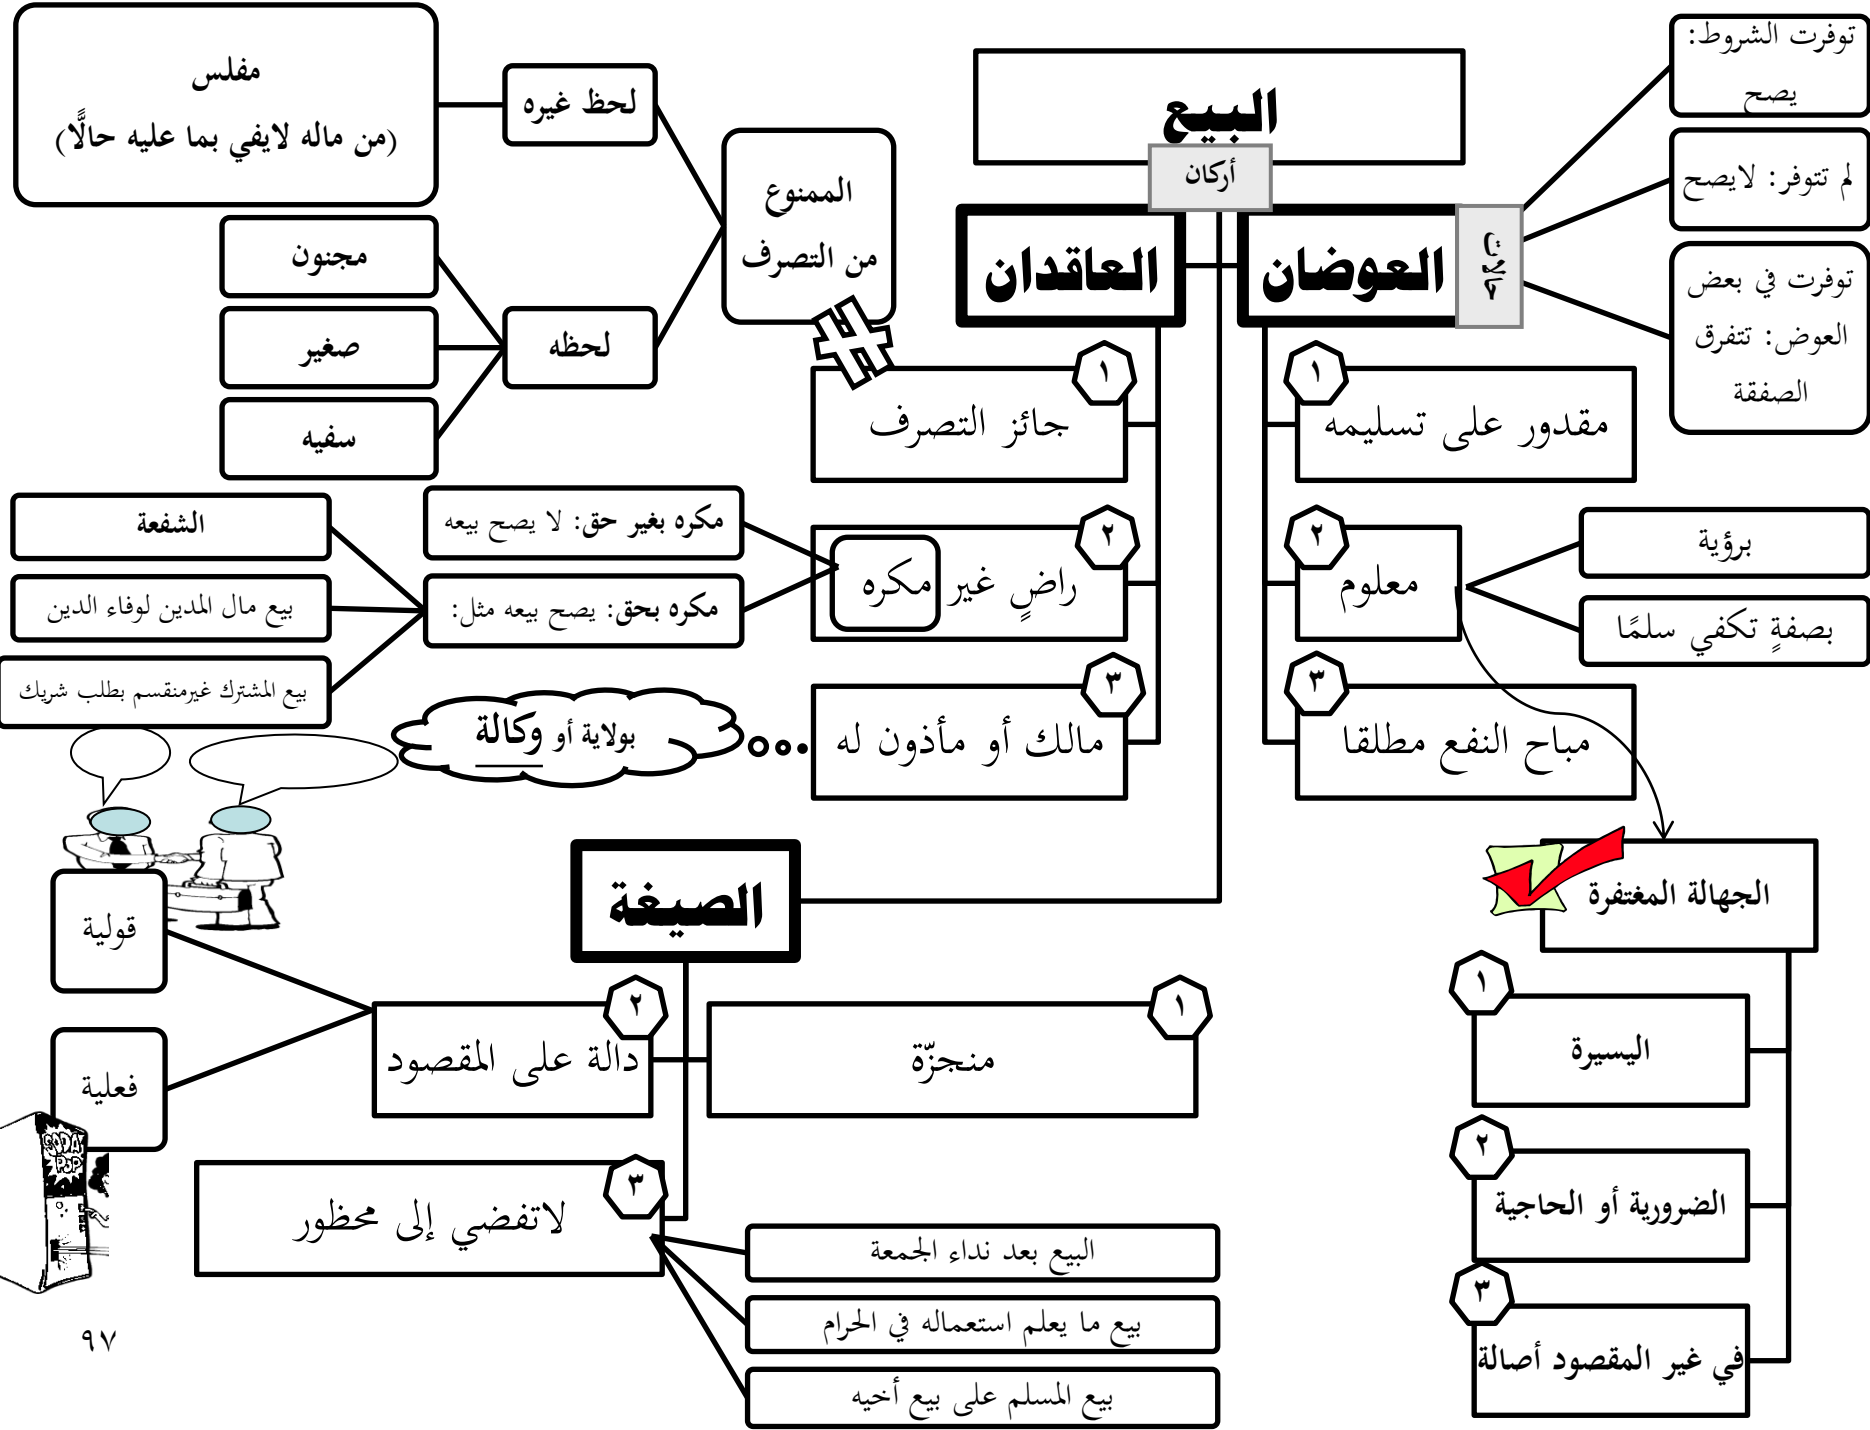 البيع
أركان
العوضان
حالات
توفرت الشروط:
يصح
لم تتوفر: لايصح
توفرت في بعض
العوض: تتفرق
الصفقة
١
مقدور على تسليمه
٢
معلوم
برؤية
بصفةٍ تكفي سلمًا
٣
مباح النفع مطلقا
الجهالة المغتفرة
١
اليسيرة
٢
الضرورية أو الحاجية
٣
في غير المقصود أصالة
العاقدان
١
جائز التصرف
الممنوع
من التصرف
لحظ غيره
مفلس
(من ماله لايفي بما عليه حالًّا)
لحظه
مجنون
صغير
سفيه
٢
راضٍ غير مكره
مكره بغير حق: لا يصح بيعه
مكره بحق: يصح بيعه مثل:
الشفعة
بيع مال المدين لوفاء الدين
بيع المشترك غيرمنقسم بطلب شريك
٣
مالك أو مأذون له
بولاية أو وكالة
الصيغة
١
منجزّة
٢
دالة على المقصود
قولية
فعلية
SODA
POP
٣
لاتفضي إلى محظور
البيع بعد نداء الجمعة
بيع ما يعلم استعماله في الحرام
بيع المسلم على بيع أخيه
٩٧